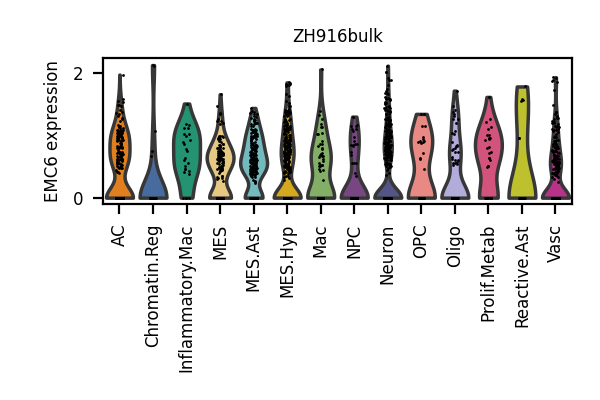 ZH916bulk
EMC6 expression
2
0
AC
Chromatin.Reg
Inflammatory.Mac
MES
MES.Ast
MES.Hyp
Mac
NPC
Neuron
OPC
Oligo
Prolif.Metab
Reactive.Ast
Vasc